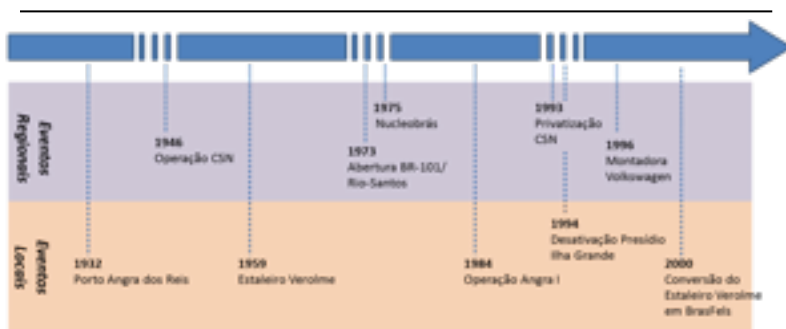 Eventos
Regionais
1946
Operação CSN
1973
Abertura BR-101/
Rio-Santos
1975
Nucleobrás
1993
Privatização
CSN
1996
Montadora
Volkswagen
Eventos
Locais
1932
Porto Angra dos Reis
1959
Estaleiro Verolme
1984
Operação Angra I
1994
Desativação Presídio
Ilha Grande
2000
Conversão do
Estaleiro Verolme
em BrasFels